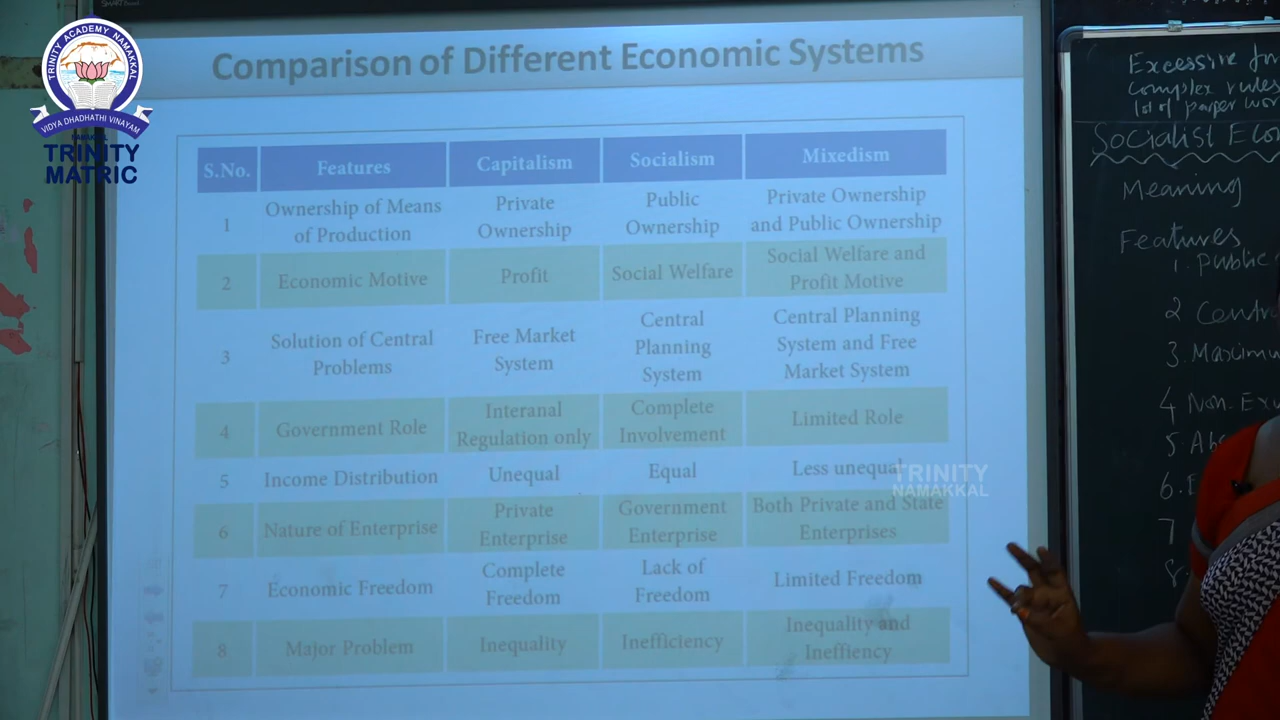 SMART Board
TRINITY ACADEMY NAMAKKAL
VIDYA DHADHATHI VINAYAM
TRINITY
MATRIC
Comparison of Different Economic Systems
S.No. Features Capitalism Socialism Mixedism
1 Ownership of Means of Production Private Ownership Public Ownership Private Ownership and Public Ownership
2 Economic Motive Profit Social Welfare Social Welfare and Profit Motive
3 Solution of Central Problems Free Market System Central Planning System Central Planning System and Free Market System
4 Government Role Interanal Regulation only Complete Involvement Limited Role
5 Income Distribution Unequal Equal Less unequal
6 Nature of Enterprise Private Enterprise Government Enterprise Both Private and State Enterprises
7 Economic Freedom Complete Freedom Lack of Freedom Limited Freedom
8 Major Problem Inequality Inefficiency Inequality and Ineffiency
TRINITY
NAMAKKAL
Excessive
complex rules
lot of paper wor
Socialist Eco
Meaning
Features
1. Public
2 Centr
3. Maximu
4 Non. Exc
5. Abs
6. E
7
8.